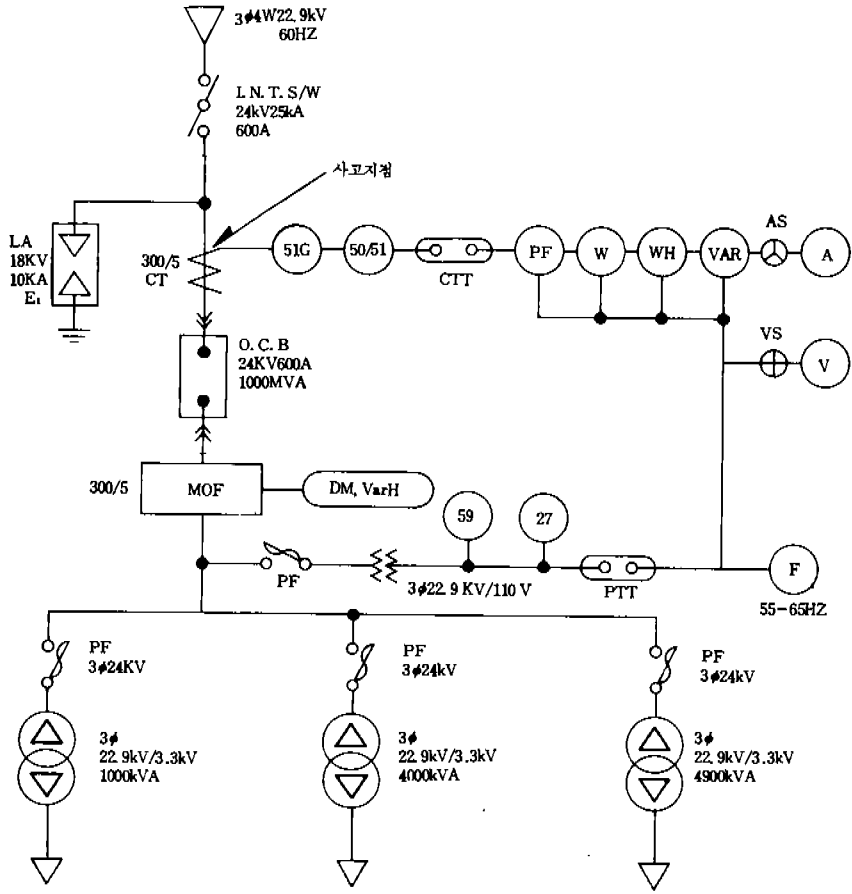 3φ4W22.9kV
60HZ
I.N.T. S/W
24kV25kA
600A
사고지점
LA
18KV
10KA
E₁
300/5
CT
51G
50/51
CTT
PF
W
WH
VAR
AS
A
VS
V
O.C.B
24KV600A
1000MVA
300/5
MOF
DM, VarH
59
27
PF
3φ22.9 KV/110 V
PTT
F
55-65HZ
PF
3φ24KV
PF
3φ24kV
PF
3φ24kV
3φ
22.9kV/3.3kV
1000kVA
3φ
22.9kV/3.3kV
4000kVA
3φ
22.9kV/3.3kV
4900kVA